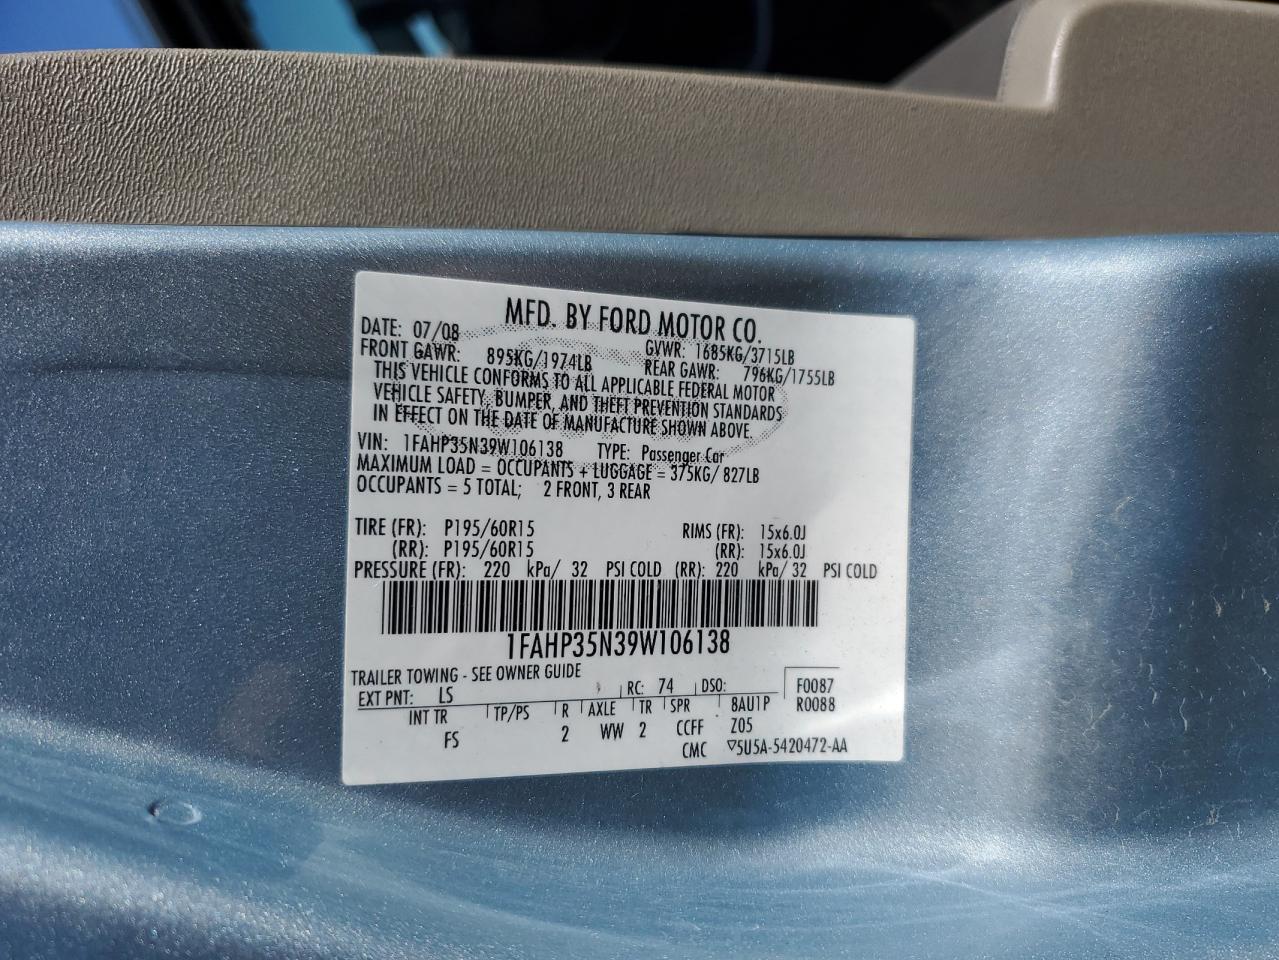 MFD. BY FORD MOTOR CO.
DATE: 07/08 GVWR: 1685KG/3715LB
FRONT GAWR: 895KG/1974LB REAR GAWR: 796KG/1755LB
THIS VEHICLE CONFORMS TO ALL APPLICABLE FEDERAL MOTOR
VEHICLE SAFETY, BUMPER, AND THEFT PREVENTION STANDARDS
IN EFFECT ON THE DATE OF MANUFACTURE SHOWN ABOVE.
VIN: 1FAHP35N39W106138 TYPE: Passenger Car
MAXIMUM LOAD = OCCUPANTS + LUGGAGE = 375KG/ 827LB
OCCUPANTS = 5 TOTAL; 2 FRONT, 3 REAR
TIRE (FR): P195/60R15 RIMS (FR): 15x6.0J
(RR): P195/60R15 (RR): 15x6.0J
PRESSURE (FR): 220 kPa/ 32 PSI COLD (RR): 220 kPa/ 32 PSI COLD
1FAHP35N39W106138
TRAILER TOWING - SEE OWNER GUIDE
EXT PNT: LS RC: 74 DSO: F0087
INT TR TP/PS R AXLE TR SPR 8AU1P R0088
FS 2 WW 2 CCFF Z05
CMC ▽5U5A-5420472-AA